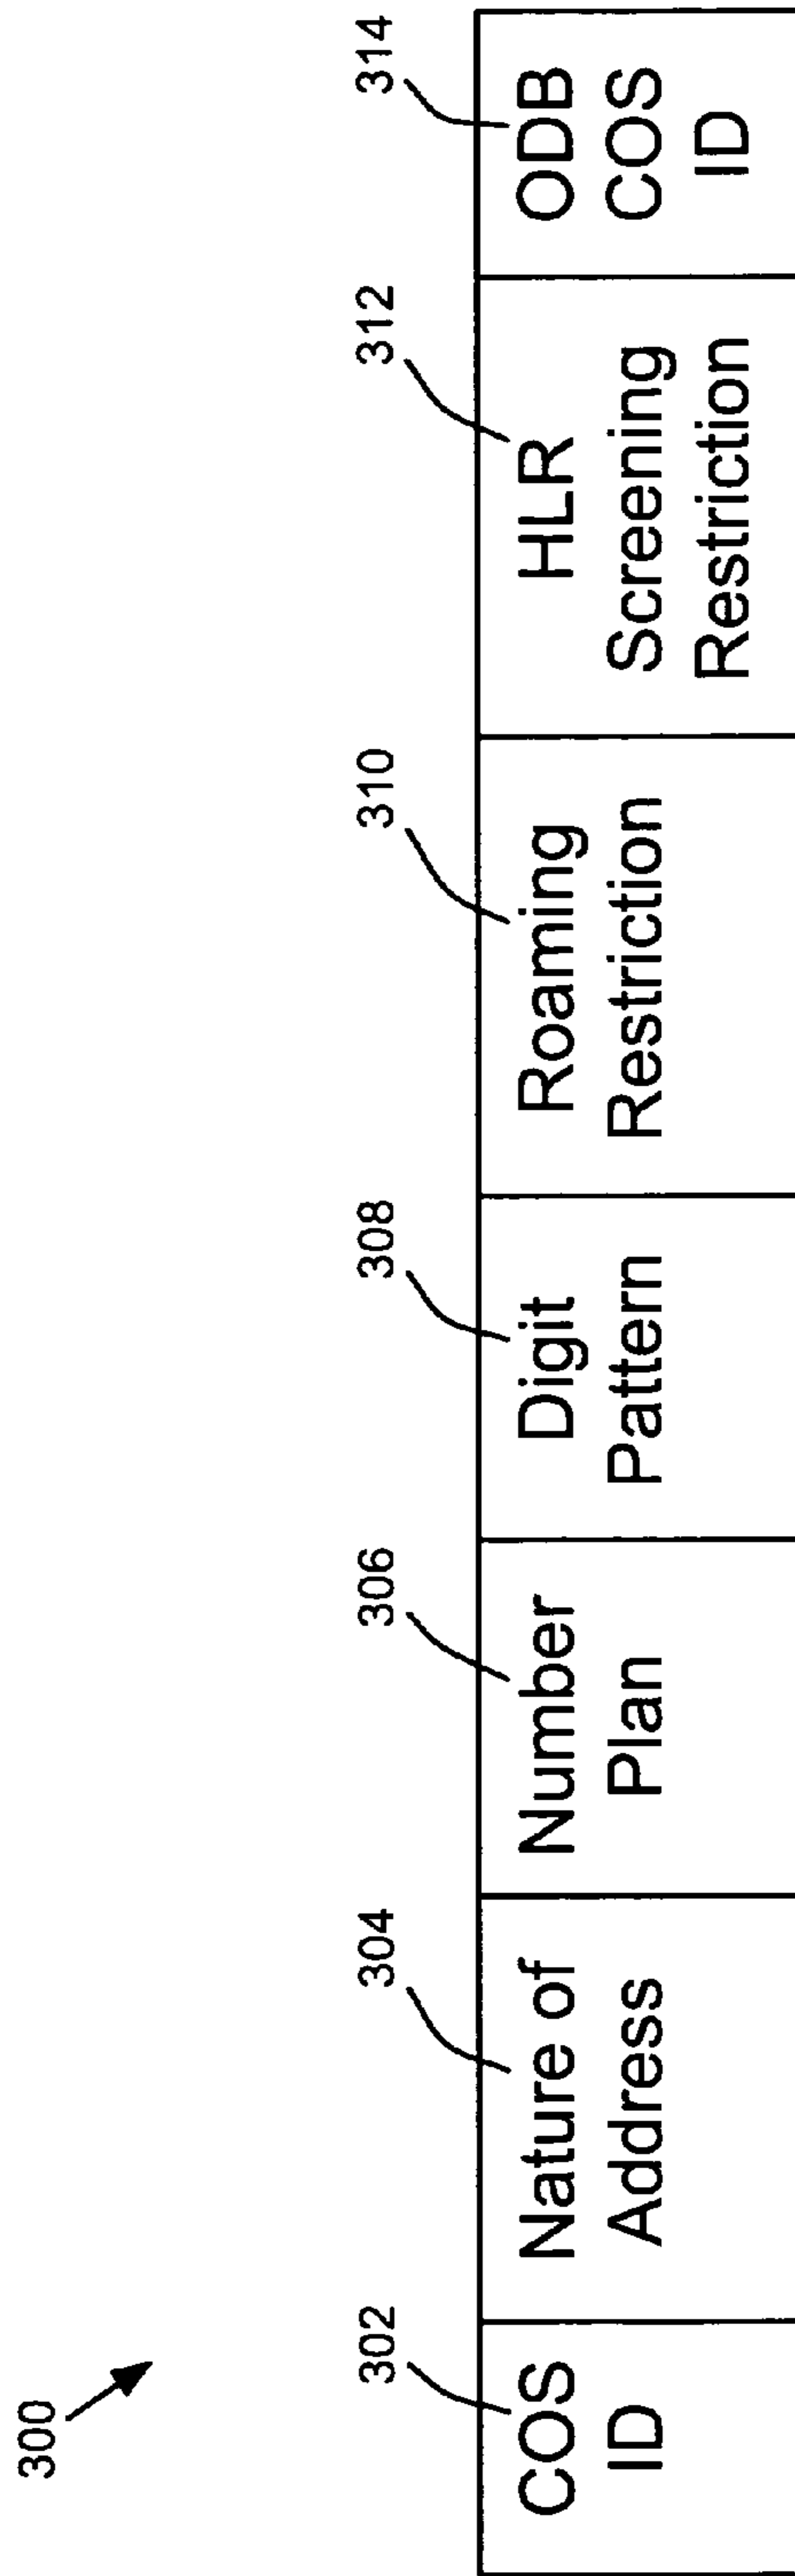 300
302
304
306
308
310
312
314
COS
ID
Nature of
Address
Number
Plan
Digit
Pattern
Roaming
Restriction
HLR
Screening
Restriction
ODB
COS
ID